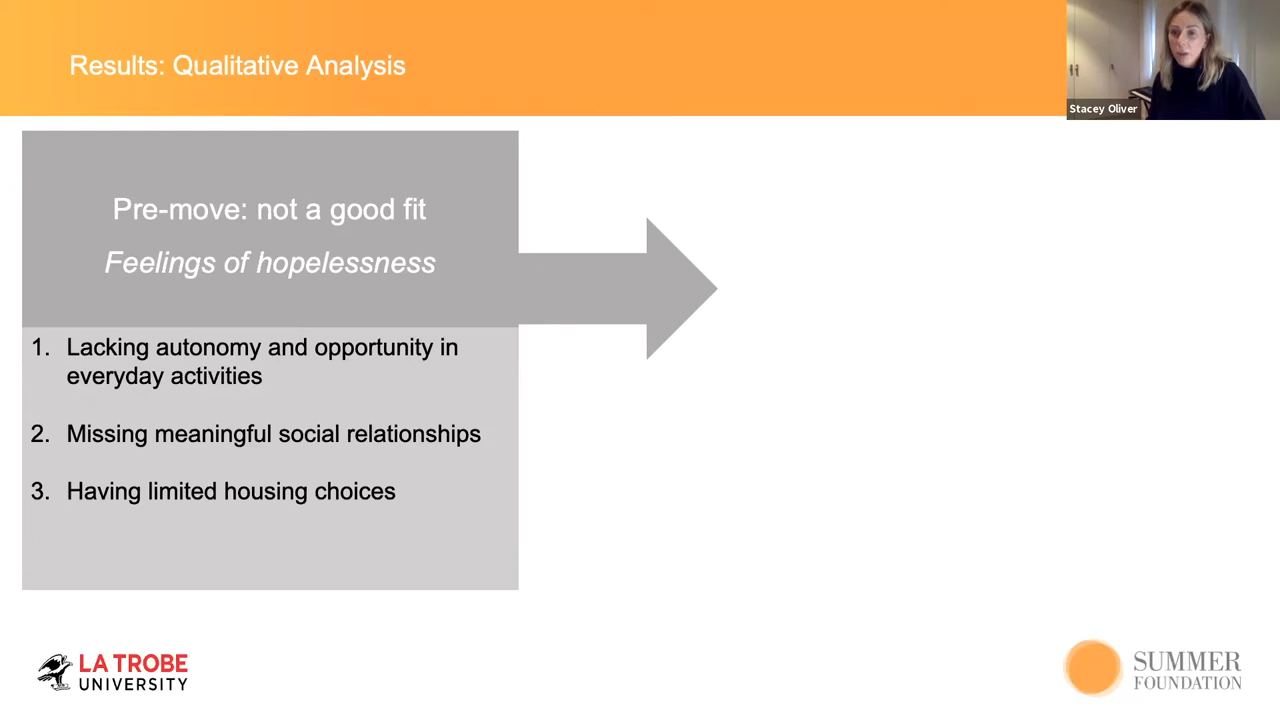 Results: Qualitative Analysis
Stacey Oliver
Pre-move: not a good fit
Feelings of hopelessness
1. Lacking autonomy and opportunity in
everyday activities
2. Missing meaningful social relationships
3. Having limited housing choices
LA TROBE
UNIVERSITY
SUMMER
FOUNDATION